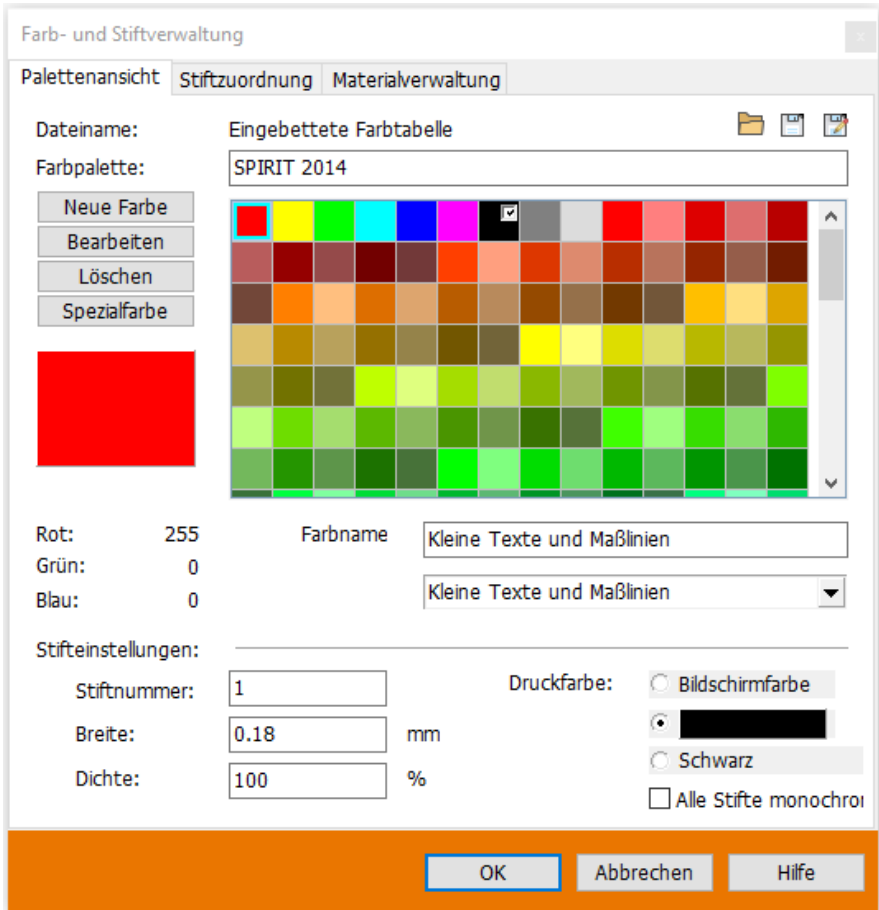 Farb- und Stiftverwaltung
Palettenansicht Stiftzuordnung Materialverwaltung
Dateiname: Eingebettete Farbtabelle
Farbpalette: SPIRIT 2014
Neue Farbe
Bearbeiten
Löschen
Spezialfarbe
Rot: 255 Farbname Kleine Texte und Maßlinien
Grün: 0
Blau: 0 Kleine Texte und Maßlinien
Stifteinstellungen:
Stiftnummer: 1 Druckfarbe: Bildschirmfarbe
Breite: 0.18 mm
Schwarz
Dichte: 100 %
Alle Stifte monochro
OK Abbrechen Hilfe